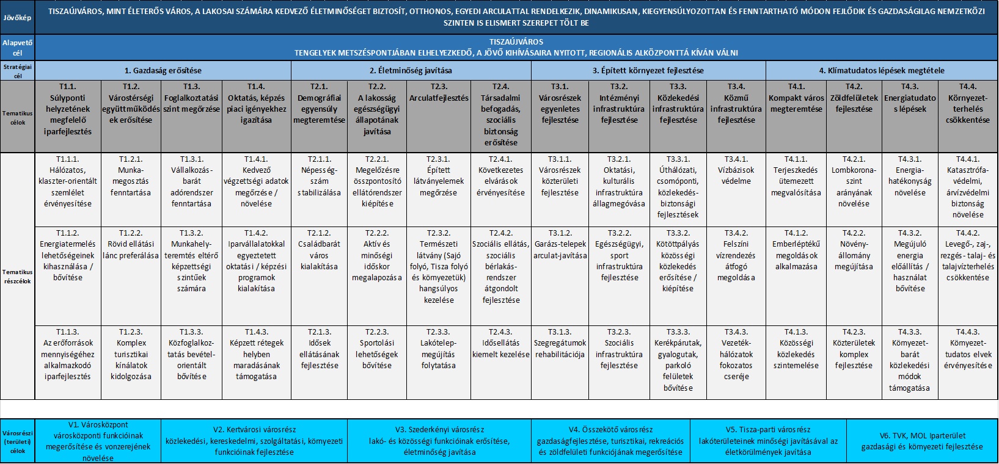 Jövőkép
TISZAÚJVÁROS, MINT ÉLETERŐS VÁROS, A LAKOSAI SZÁMÁRA KEDVEZŐ ÉLETMINŐSÉGET BIZTOSÍT, OTTHONOS, EGYEDI ARCULATTAL RENDELKEZIK, DINAMIKUSAN, KIEGYENSÚLYOZOTTAN ÉS FENNTARTHATÓ MÓDON FEJLŐDIK ÉS GAZDASÁGILAG NEMZETKÖZI
SZINTEN IS ELISMERT SZEREPET TÖLT BE
Alapvető
cél
TISZAÚJVÁROS
TENGELYEK METSZÉSPONTJÁBAN ELHELYEZKEDŐ, A JÖVŐ KIHÍVÁSAIRA NYITOTT, REGIONÁLIS ALKÖZPONTTÁ KÍVÁN VÁLNI
Stratégiai
cél
1. Gazdaság erősítése
2. Életminőség javítása
3. Épített környezet fejlesztése
4. Klímatudatos lépések megtétele
Tematikus
célok
T1.1.
Súlyponti
helyzetének
megfelelő
iparfejlesztés
T1.2.
Várostérségi
együttműködés
ek erősítése
T1.3.
Foglalkoztatási
szint megőrzése
T1.4.
Oktatás, képzés
piaci igényekhez
igazítása
T2.1.
Demográfiai
egyensúly
megteremtése
T2.2.
A lakosság
egészségügyi
állapotának
javítása
T2.3.
Arculatfejlesztés
T2.4.
Társadalmi
befogadás,
szociális
biztonság
erősítése
T3.1.
Városrészek
egyenletes
fejlesztése
T3.2.
Intézményi
infrastruktúra
fejlesztése
T3.3.
Közlekedési
infrastruktúra
fejlesztése
T3.4.
Közmű
infrastruktúra
fejlesztése
T4.1.
Kompakt város
megteremtése
T4.2.
Zöldfelületek
fejlesztése
T4.3.
Energiatudato
s lépések
T4.4.
Környezet-
terhelés
csökkentése
Tematikus
részcélok
T1.1.1.
Hálózatos,
klaszter-orientált
szemlélet
érvényesítése
T1.2.1.
Munka-
megosztás
fenntartása
T1.3.1.
Vállalkozás-
barát
adórendszer
fenntartása
T1.4.1.
Kedvező
végzettségi adatok
megőrzése /
növelése
T2.1.1.
Népesség-
szám
stabilizálása
T2.2.1.
Megelőzésre
összpontosító
ellátórendszer
kiépítése
T2.3.1.
Épített
látványelemek
megőrzése
T2.4.1.
Következetes
elvárások
érvényesítése
T3.1.1.
Városrészek
közterületi
fejlesztése
T3.2.1.
Oktatási,
kulturális
infrastruktúra
állagmegóvása
T3.3.1.
Úthálózati,
csomóponti,
közlekedés-
biztonsági
fejlesztések
T3.4.1.
Vízbázisok
védelme
T4.1.1.
Terjeszkedés
ütemezett
megvalósítása
T4.2.1.
Lombkorona-
szint
arányának
növelése
T4.3.1.
Energia-
hatékonyság
növelése
T4.4.1.
Katasztrófa-
védelmi,
árvízvédelmi
biztonság
növelése
T1.1.2.
Energiatermelés
lehetőségeinek
kihasználása /
bővítése
T1.2.2.
Rövid ellátási
lánc preferálása
T1.3.2.
Munkahely-
teremtés eltérő
képzettségi
szintűek
számára
T1.4.2.
Iparvállalatokkal
egyeztetett
oktatási / képzési
programok
kialakítása
T2.1.2.
Családbarát
város
kialakítása
T2.2.2.
Aktív és
minőségi
időskor
megalapozása
T2.3.2.
Természeti
látvány (Sajó
folyó, Tisza folyó
és környezetük)
hangsúlyos
kezelése
T2.4.2.
Szociális ellátás,
szociális
bérlakás-
rendszer
átgondolt
fejlesztése
T3.1.2.
Garázs-telepek
arculat-javítása
T3.2.2.
Egészségügyi,
sport
infrastruktúra
fejlesztése
T3.3.2.
Kötöttpályás
közösségi
közlekedés
erősítése /
kiépítése
T3.4.2.
Felszíni
vízrendezés
átfogó
megoldása
T4.1.2.
Emberléptékű
megoldások
alkalmazása
T4.2.2.
Növény-
állomány
megújítása
T4.3.2.
Megújuló
energia
előállítás /
használat
bővítése
T4.4.2.
Levegő-, zaj-,
rezgés- talaj- és
talajvízterhelés
csökkentése
T1.1.3.
Az erőforrások
mennyiségéhez
alkalmazkodó
iparfejlesztés
T1.2.3.
Komplex
turisztikai
kínálatok
kidolgozása
T1.3.3.
Közfoglalkoz-
tatás bevétel-
orientált
bővítése
T1.4.3.
Képzett rétegek
helyben
maradásának
támogatása
T2.1.3.
Idősek
ellátásának
fejlesztése
T2.2.3.
Sportolási
lehetőségek
bővítése
T2.3.3.
Lakótelep-
megújítás
folytatása
T2.4.3.
Idősellátás
kiemelt kezelése
T3.1.3.
Szegregátumok
rehabilitációja
T3.2.3.
Szociális
infrastruktúra
fejlesztése
T3.3.3.
Kerékpárutak,
gyalogutak,
parkoló
felületek
bővítése
T3.4.3.
Vezeték-
hálózatok
fokozatos
cseréje
T4.1.3.
Közösségi
közlekedés
szintemelése
T4.2.3.
Közterületek
komplex
fejlesztése
T4.3.3.
Környezet-
barát
közlekedési
módok
támogatása
T4.4.3.
Környezet-
tudatos elvek
érvényesítése
Városrészi
(területi)
célok
V1. Városközpont
városközponti funkcióinak
megerősítése és vonzerejének
növelése
V2. Kertvárosi városrész
közlekedési, kereskedelmi, szolgáltatási, környezeti
funkcióinak fejlesztése
V3. Szederkényi városrész
lakó- és közösségi funkcióinak erősítése,
életminőség javítása
V4. Összekötő városrész
gazdaságfejlesztése, turisztikai, rekreációs
és zöldfelületi funkciójának megerősítése
V5. Tisza-parti városrész
lakóterületeinek minőségi javításával az
életkörülmények javítása
V6. TVK, MOL Iparterület
gazdasági és környezeti fejlesztése